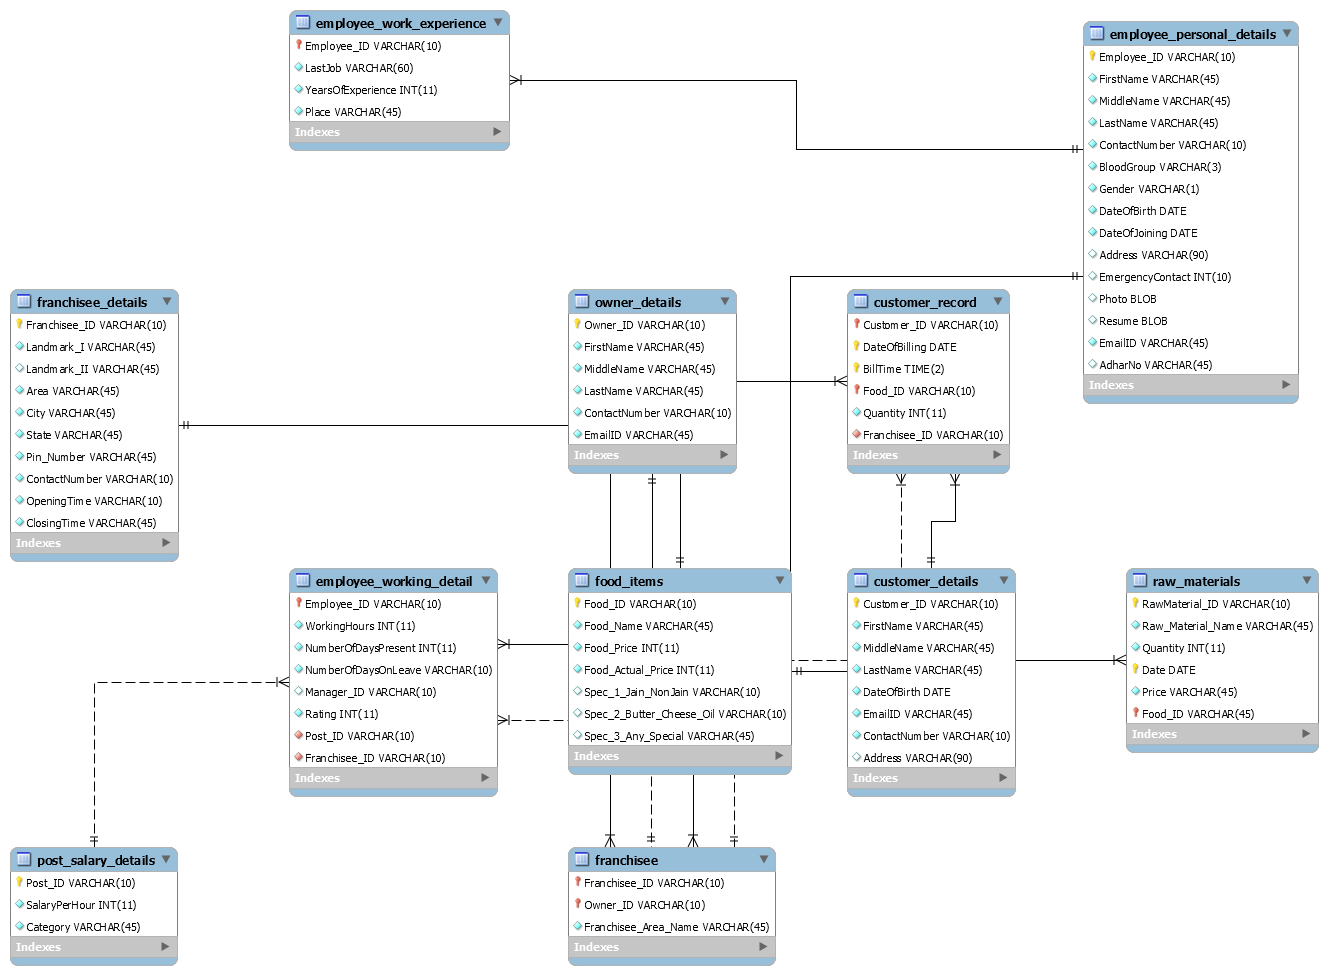 employee_work_experience
Employee_ID VARCHAR(10)
LastJob VARCHAR(60)
YearsOfExperience INT(11)
Place VARCHAR(45)
Indexes
employee_personal_details
Employee_ID VARCHAR(10)
FirstName VARCHAR(45)
MiddleName VARCHAR(45)
LastName VARCHAR(45)
ContactNumber VARCHAR(10)
BloodGroup VARCHAR(3)
Gender VARCHAR(1)
DateOfBirth DATE
DateOfJoining DATE
Address VARCHAR(90)
EmergencyContact INT(10)
Photo BLOB
Resume BLOB
EmailID VARCHAR(45)
AdharNo VARCHAR(45)
Indexes
franchisee_details
Franchisee_ID VARCHAR(10)
Landmark_I VARCHAR(45)
Landmark_II VARCHAR(45)
Area VARCHAR(45)
City VARCHAR(45)
State VARCHAR(45)
Pin_Number VARCHAR(45)
ContactNumber VARCHAR(10)
OpeningTime VARCHAR(10)
ClosingTime VARCHAR(45)
Indexes
owner_details
Owner_ID VARCHAR(10)
FirstName VARCHAR(45)
MiddleName VARCHAR(45)
LastName VARCHAR(45)
ContactNumber VARCHAR(10)
EmailID VARCHAR(45)
Indexes
customer_record
Customer_ID VARCHAR(10)
DateOfBilling DATE
BillTime TIME(2)
Food_ID VARCHAR(10)
Quantity INT(11)
Franchisee_ID VARCHAR(10)
Indexes
employee_working_detail
Employee_ID VARCHAR(10)
WorkingHours INT(11)
NumberOfDaysPresent INT(11)
NumberOfDaysOnLeave VARCHAR(10)
Manager_ID VARCHAR(10)
Rating INT(11)
Post_ID VARCHAR(10)
Franchisee_ID VARCHAR(10)
Indexes
food_items
Food_ID VARCHAR(10)
Food_Name VARCHAR(45)
Food_Price INT(11)
Food_Actual_Price INT(11)
Spec_1_Jain_NonJain VARCHAR(10)
Spec_2_Butter_Cheese_Oil VARCHAR(10)
Spec_3_Any_Special VARCHAR(45)
Indexes
customer_details
Customer_ID VARCHAR(10)
FirstName VARCHAR(45)
MiddleName VARCHAR(45)
LastName VARCHAR(45)
DateOfBirth DATE
EmailID VARCHAR(45)
ContactNumber VARCHAR(10)
Address VARCHAR(90)
Indexes
raw_materials
RawMaterial_ID VARCHAR(10)
Raw_Material_Name VARCHAR(45)
Quantity INT(11)
Date DATE
Price VARCHAR(45)
Food_ID VARCHAR(45)
Indexes
post_salary_details
Post_ID VARCHAR(10)
SalaryPerHour INT(11)
Category VARCHAR(45)
Indexes
franchisee
Franchisee_ID VARCHAR(10)
Owner_ID VARCHAR(10)
Franchisee_Area_Name VARCHAR(45)
Indexes